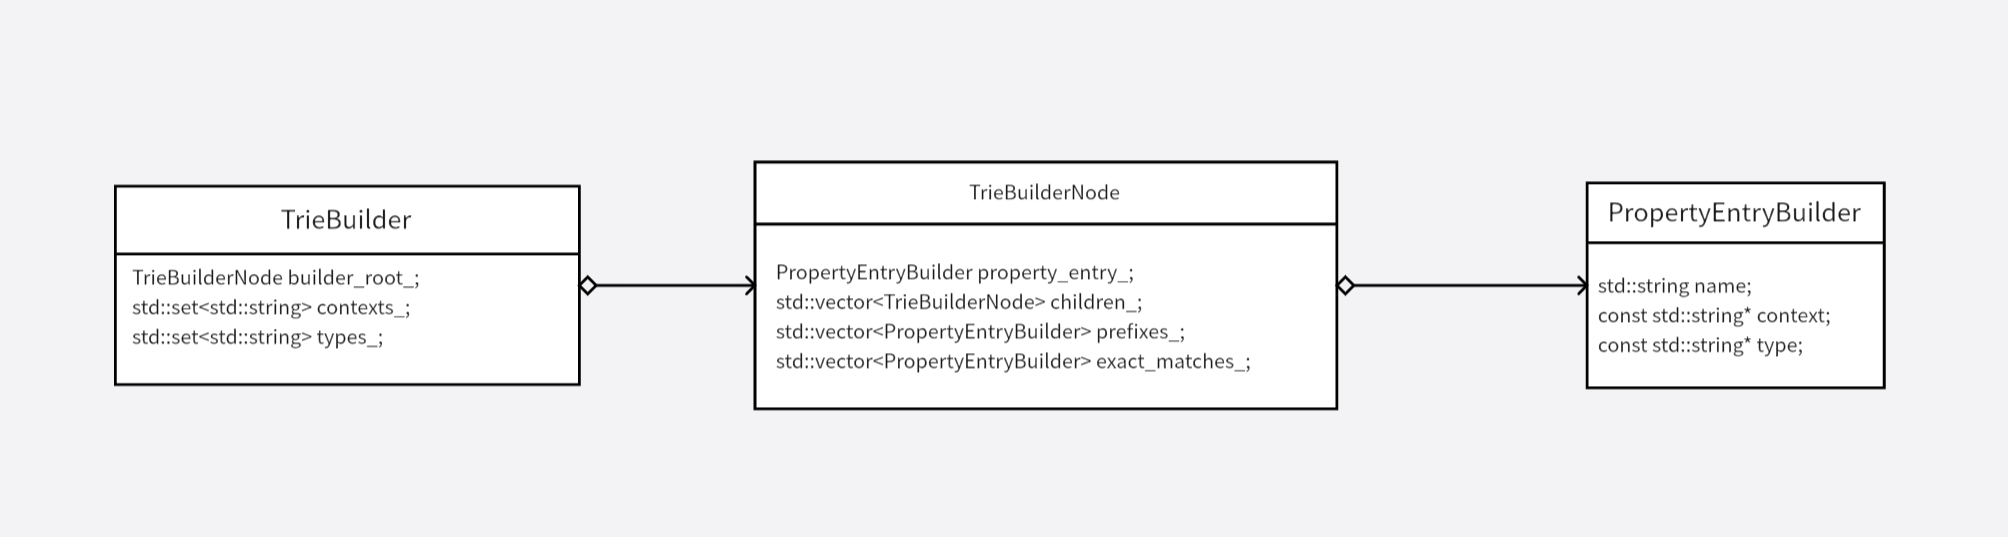 TrieBuilder
TrieBuilderNode builder_root_;
std::set<std::string> contexts_;
std::set<std::string> types_;
TrieBuilderNode
PropertyEntryBuilder property_entry_;
std::vector<TrieBuilderNode> children_;
std::vector<PropertyEntryBuilder> prefixes_;
std::vector<PropertyEntryBuilder> exact_matches_;
PropertyEntryBuilder
std::string name;
const std::string* context;
const std::string* type;